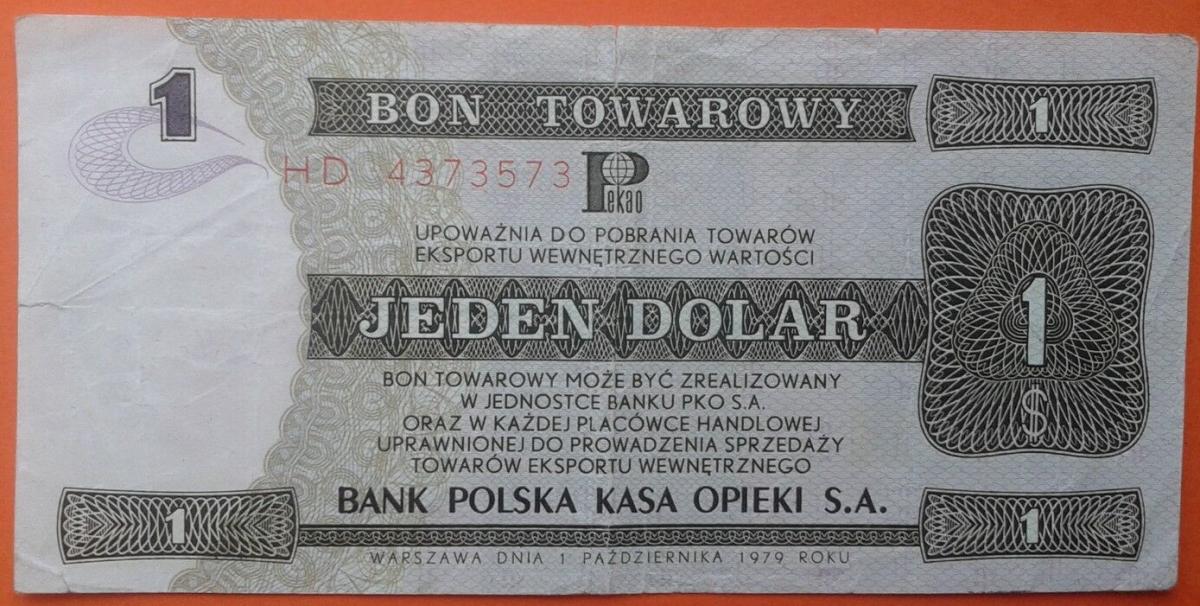 1
BON TOWAROWY
1
HD 4373573
Pekao
UPOWAŻNIA DO POBRANIA TOWARÓW
EKSPORTU WEWNĘTRZNEGO WARTOŚCI
JEDEN DOLAR
1
$
BON TOWAROWY MOŻE BYĆ ZREALIZOWANY
W JEDNOSTCE BANKU PKO S.A.
ORAZ W KAŻDEJ PLACÓWCE HANDLOWEJ
UPRAWNIONEJ DO PROWADZENIA SPRZEDAŻY
TOWARÓW EKSPORTU WEWNĘTRZNEGO
BANK POLSKA KASA OPIEKI S.A.
1
1
WARSZAWA DNIA 1 PAŹDZIERNIKA 1979 ROKU